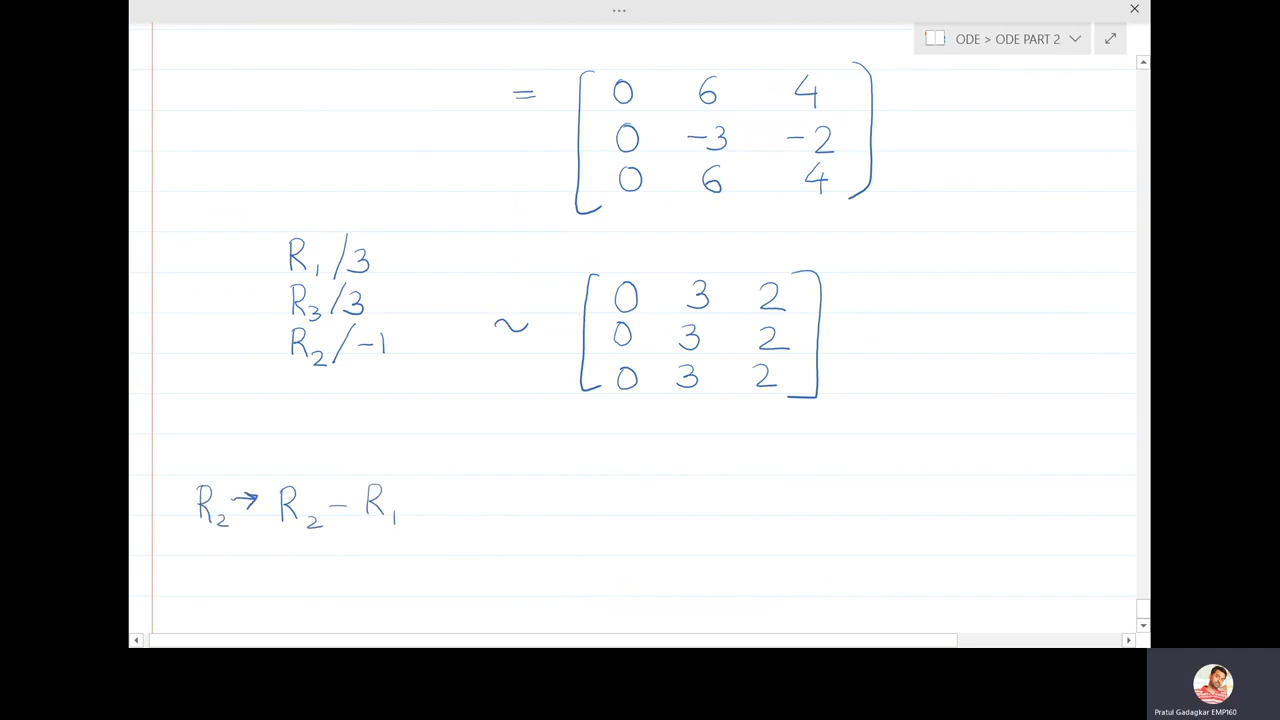 ODE > ODE PART 2
= [ 0 6 4
0 -3 -2
0 6 4 ]
R₁/3
R₃/3
R₂/-1
~ [ 0 3 2
0 3 2
0 3 2 ]
R₂ → R₂ - R₁
Pratul Gadagkar EMP160